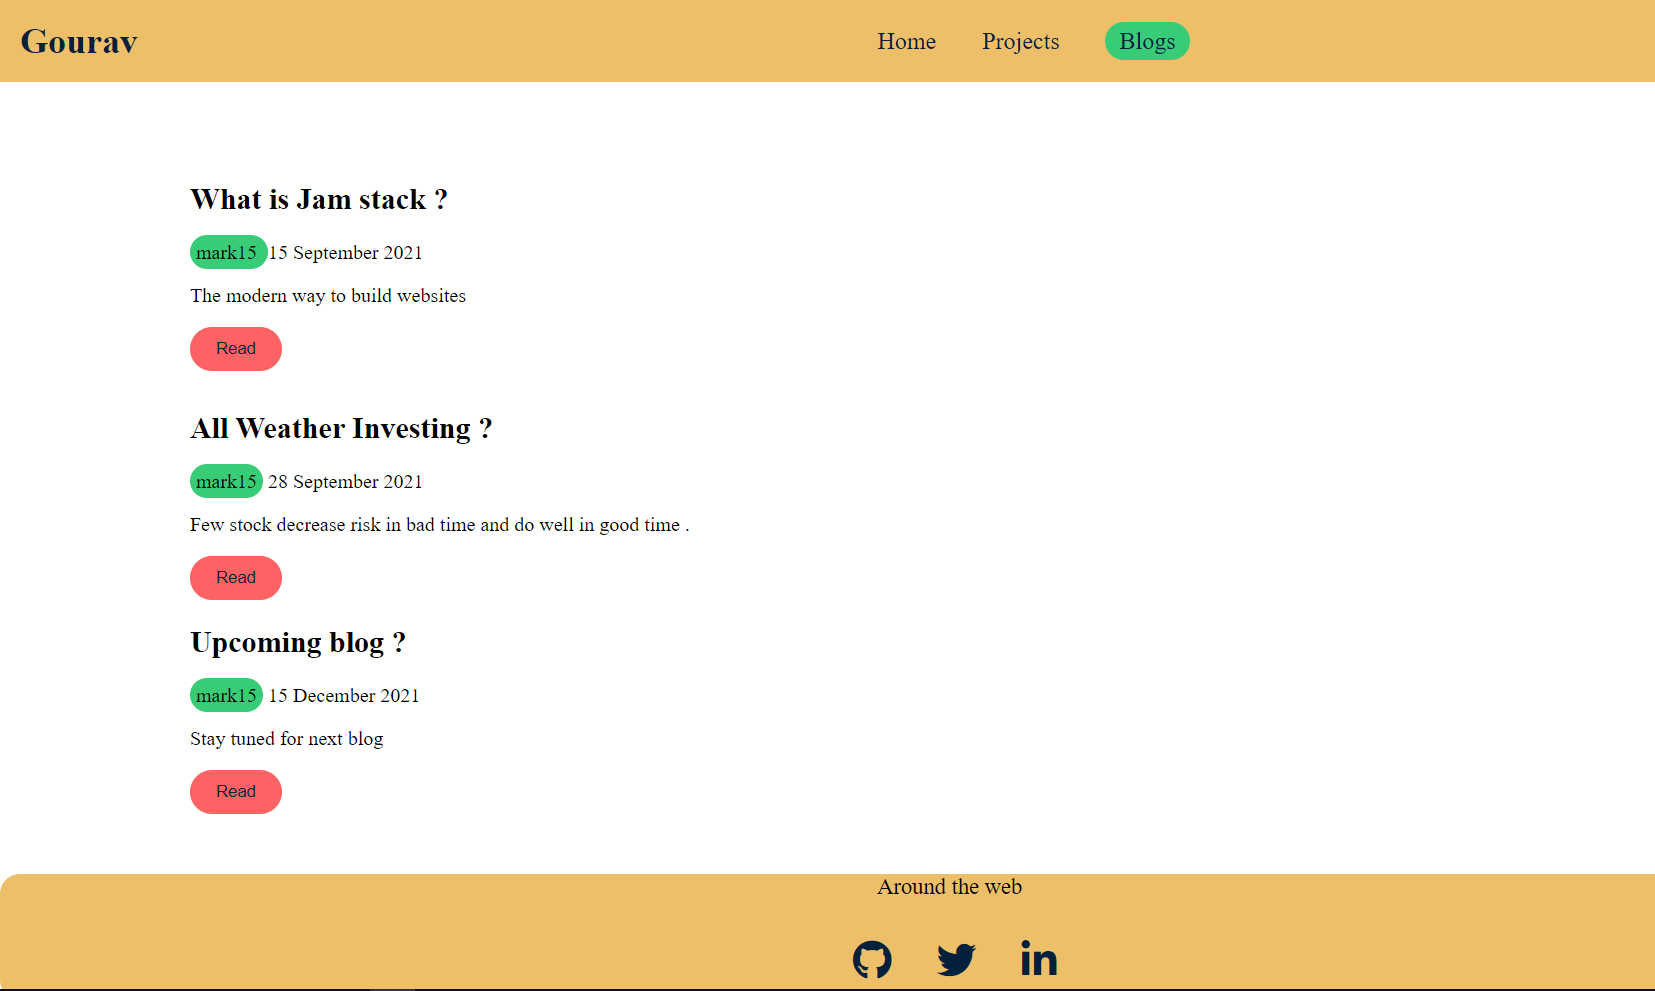 Gourav
Home Projects Blogs
What is Jam stack ?
mark15 15 September 2021
The modern way to build websites
Read
All Weather Investing ?
mark15 28 September 2021
Few stock decrease risk in bad time and do well in good time .
Read
Upcoming blog ?
mark15 15 December 2021
Stay tuned for next blog
Read
Around the web
in